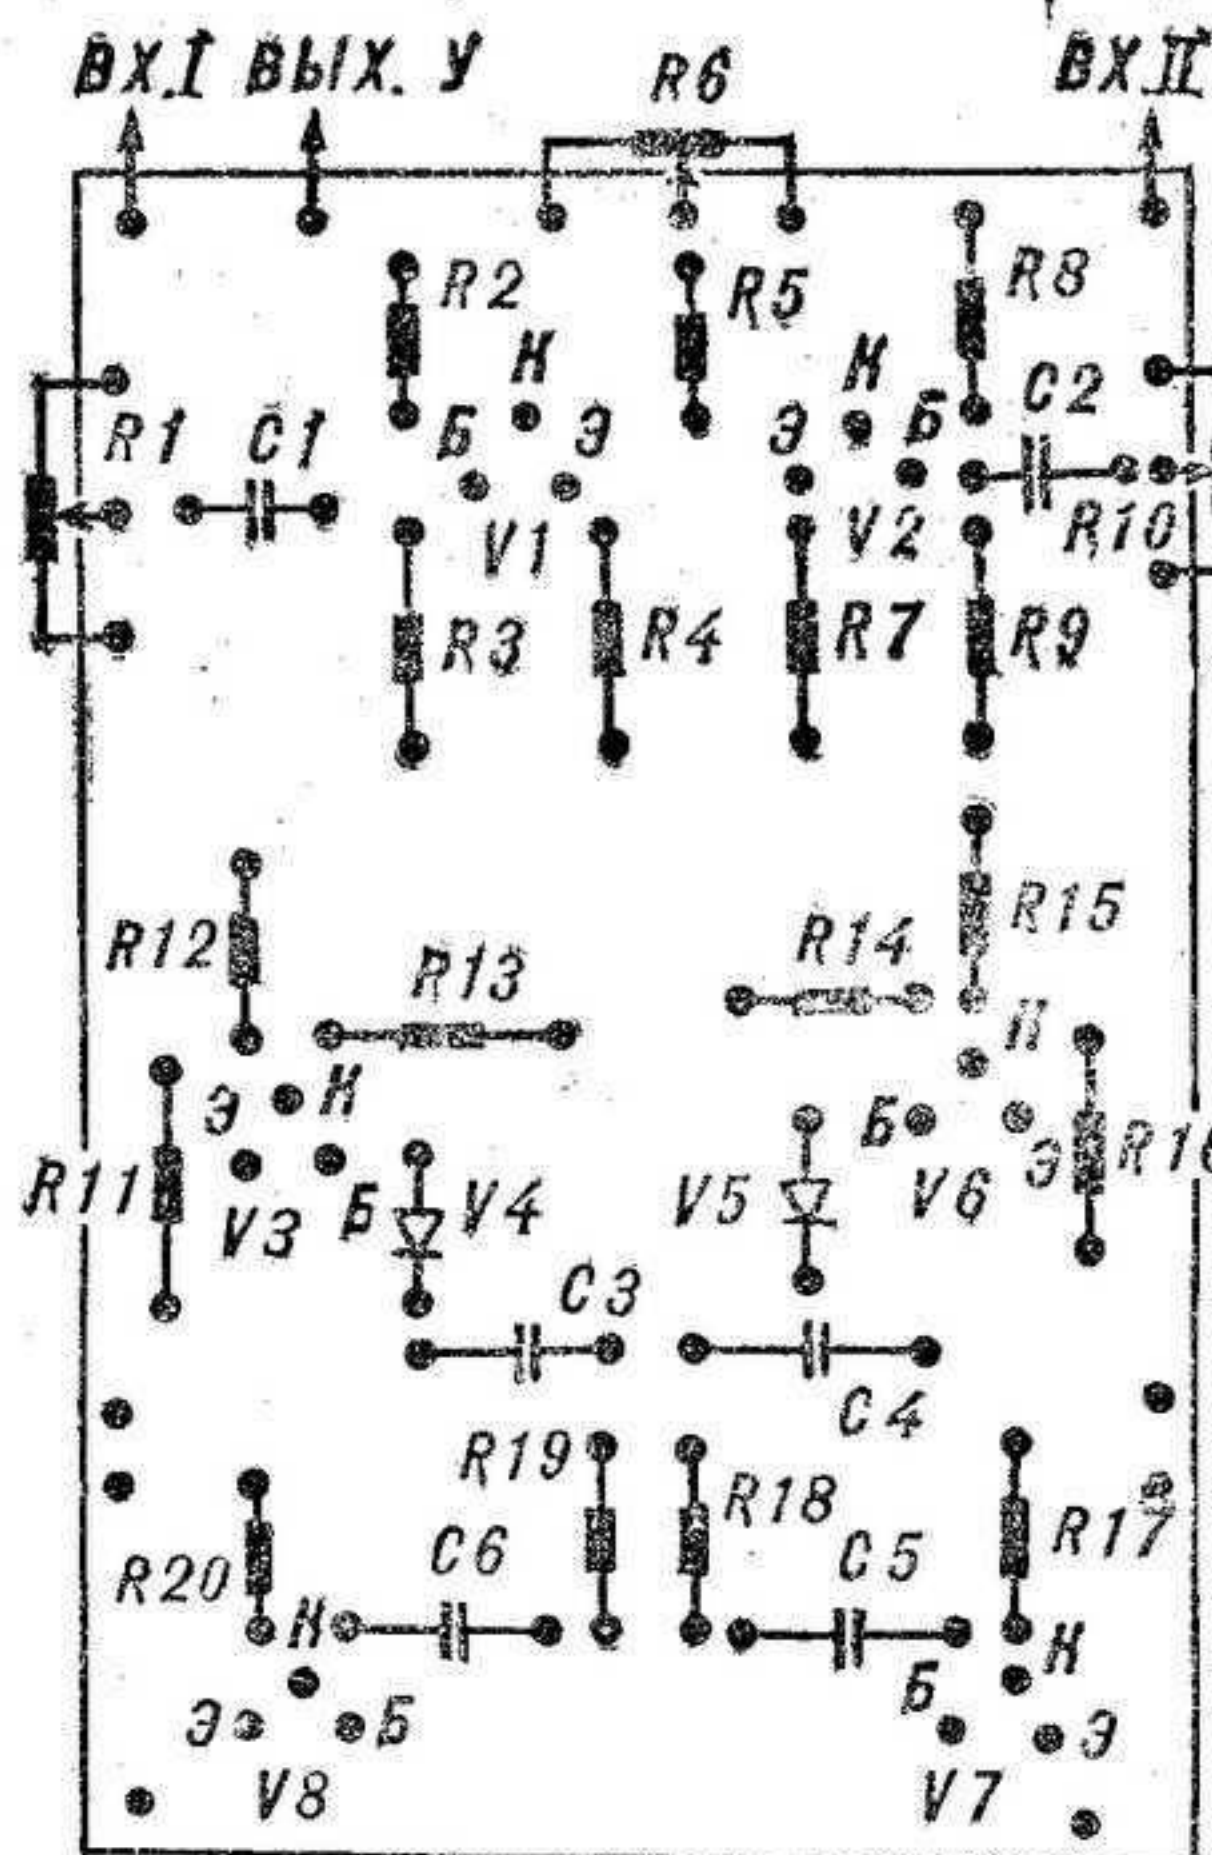 ВХ.I ВЫХ. У R6 ВХ.II
R2 R5 R8
К К C2
R1 C1 Б Э Э Б
V1 V2 R10
R3 R4 R7 R9
R12 R13 R14 R15
К
Э К Б Э
R11 V3 Б V4 V5 V6 R16
C3
C4
R19 R18
R20 C6 C5 R17
К К
Э Б Б Э
V8 V7